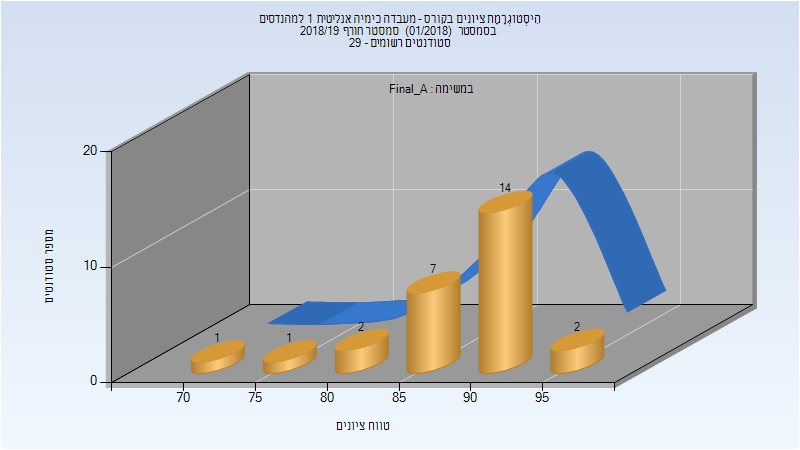 היסטוגרמת ציונים בקורס - מעבדה כימיה אנליטית 1 למהנדסים
בסמסטר (01/2018) סמסטר חורף 2018/19
סטודנטים רשומים - 29
במשימה : Final_A
20
10
0
מספר סטודנטים
1
1
2
7
14
2
70
75
80
85
90
95
טווח ציונים